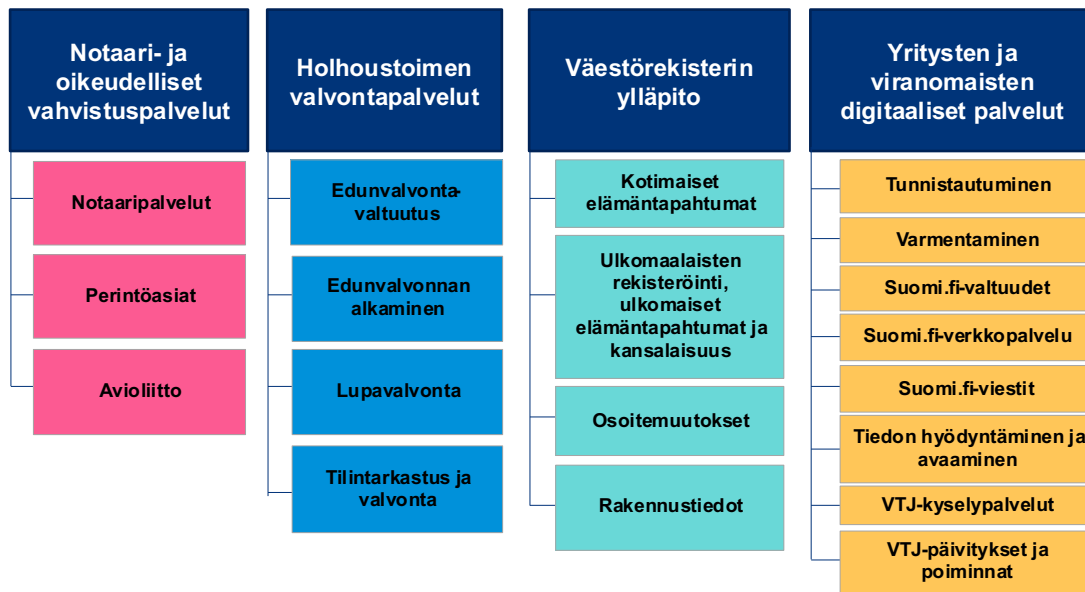 Notaari- ja
oikeudelliset
vahvistuspalvelut
Notaaripalvelut
Perintöasiat
Avioliitto
Holhoustoimen
valvontapalvelut
Edunvalvonta-
valtuutus
Edunvalvonnan
alkaminen
Lupavalvonta
Tilintarkastus ja
valvonta
Väestörekisterin
ylläpito
Kotimaiset
elämäntapahtumat
Ulkomaalaisten
rekisteröinti,
ulkomaiset
elämäntapahtumat ja
kansalaisuus
Osoitemuutokset
Rakennustiedot
Yritysten ja
viranomaisten
digitaaliset palvelut
Tunnistautuminen
Varmentaminen
Suomi.fi-valtuudet
Suomi.fi-verkkopalvelu
Suomi.fi-viestit
Tiedon hyödyntäminen ja
avaaminen
VTJ-kyselypalvelut
VTJ-päivitykset ja
poiminnat